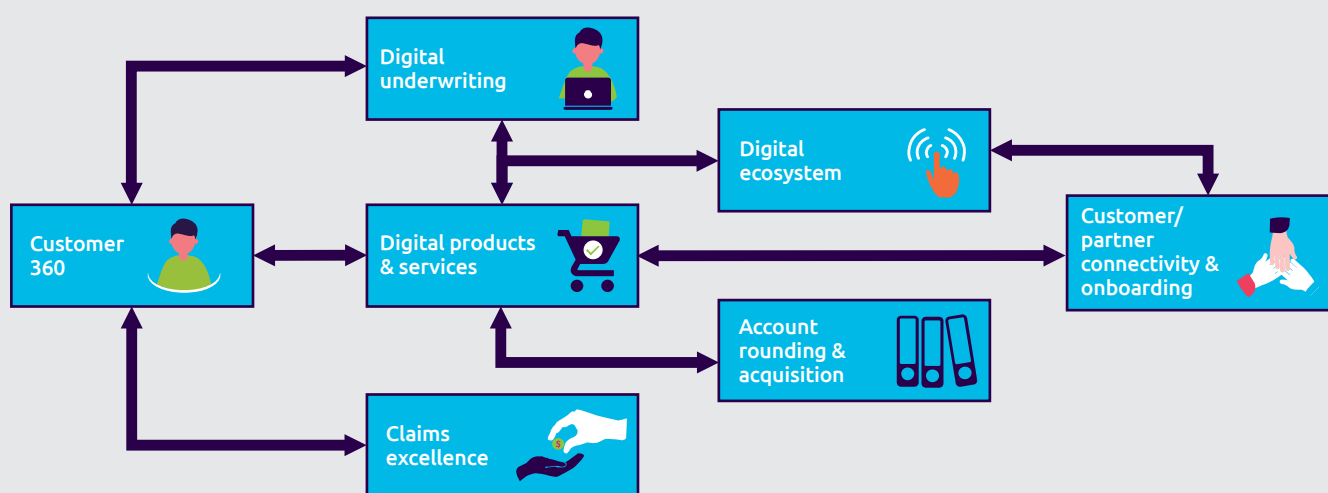 Digital
underwriting
Digital
ecosystem
Customer
360
Digital products
& services
Customer/
partner
connectivity &
onboarding
Account
rounding &
acquisition
Claims
excellence
$